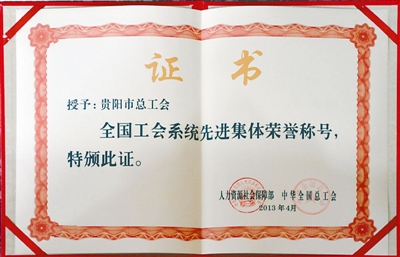 证书
授予：贵阳市总工会
全国工会系统先进集体荣誉称号，
特颁此证。
人力资源社会保障部 中华全国总工会
2013年4月